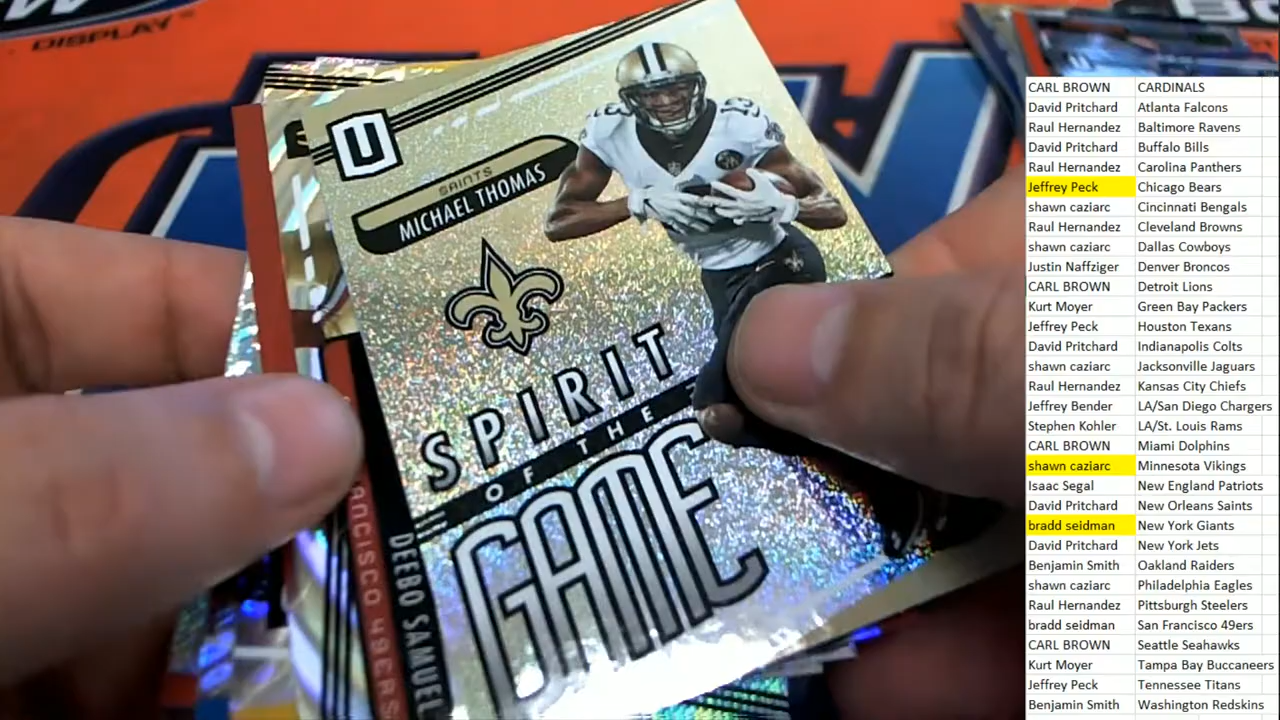 DISPLAY
U
SAINTS
MICHAEL THOMAS
13
SPIRIT
OF THE
GAME
DEEBO SAMUEL
ANCISCO 49ERS
CARL BROWN CARDINALS
David Pritchard Atlanta Falcons
Raul Hernandez Baltimore Ravens
David Pritchard Buffalo Bills
Raul Hernandez Carolina Panthers
Jeffrey Peck Chicago Bears
shawn caziarc Cincinnati Bengals
Raul Hernandez Cleveland Browns
shawn caziarc Dallas Cowboys
Justin Naffziger Denver Broncos
CARL BROWN Detroit Lions
Kurt Moyer Green Bay Packers
Jeffrey Peck Houston Texans
David Pritchard Indianapolis Colts
shawn caziarc Jacksonville Jaguars
Raul Hernandez Kansas City Chiefs
Jeffrey Bender LA/San Diego Chargers
Stephen Kohler LA/St. Louis Rams
CARL BROWN Miami Dolphins
shawn caziarc Minnesota Vikings
Isaac Segal New England Patriots
David Pritchard New Orleans Saints
bradd seidman New York Giants
David Pritchard New York Jets
Benjamin Smith Oakland Raiders
shawn caziarc Philadelphia Eagles
Raul Hernandez Pittsburgh Steelers
bradd seidman San Francisco 49ers
CARL BROWN Seattle Seahawks
Kurt Moyer Tampa Bay Buccaneers
Jeffrey Peck Tennessee Titans
Benjamin Smith Washington Redskins